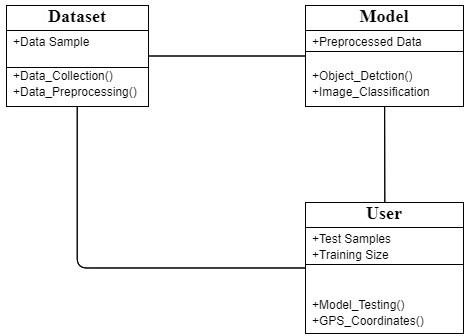 Dataset
+Data Sample
+Data_Collection()
+Data_Preprocessing()
Model
+Preprocessed Data
+Object_Detction()
+Image_Classification
User
+Test Samples
+Training Size
+Model_Testing()
+GPS_Coordinates()